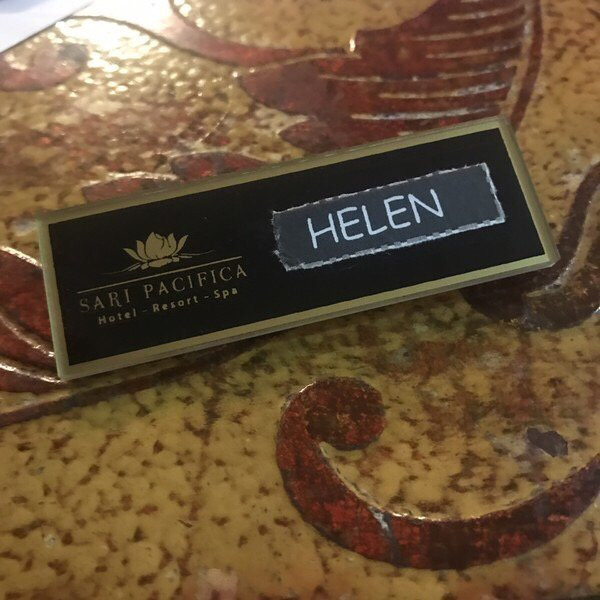 SARI PACIFICA
Hotel - Resort - Spa
HELEN